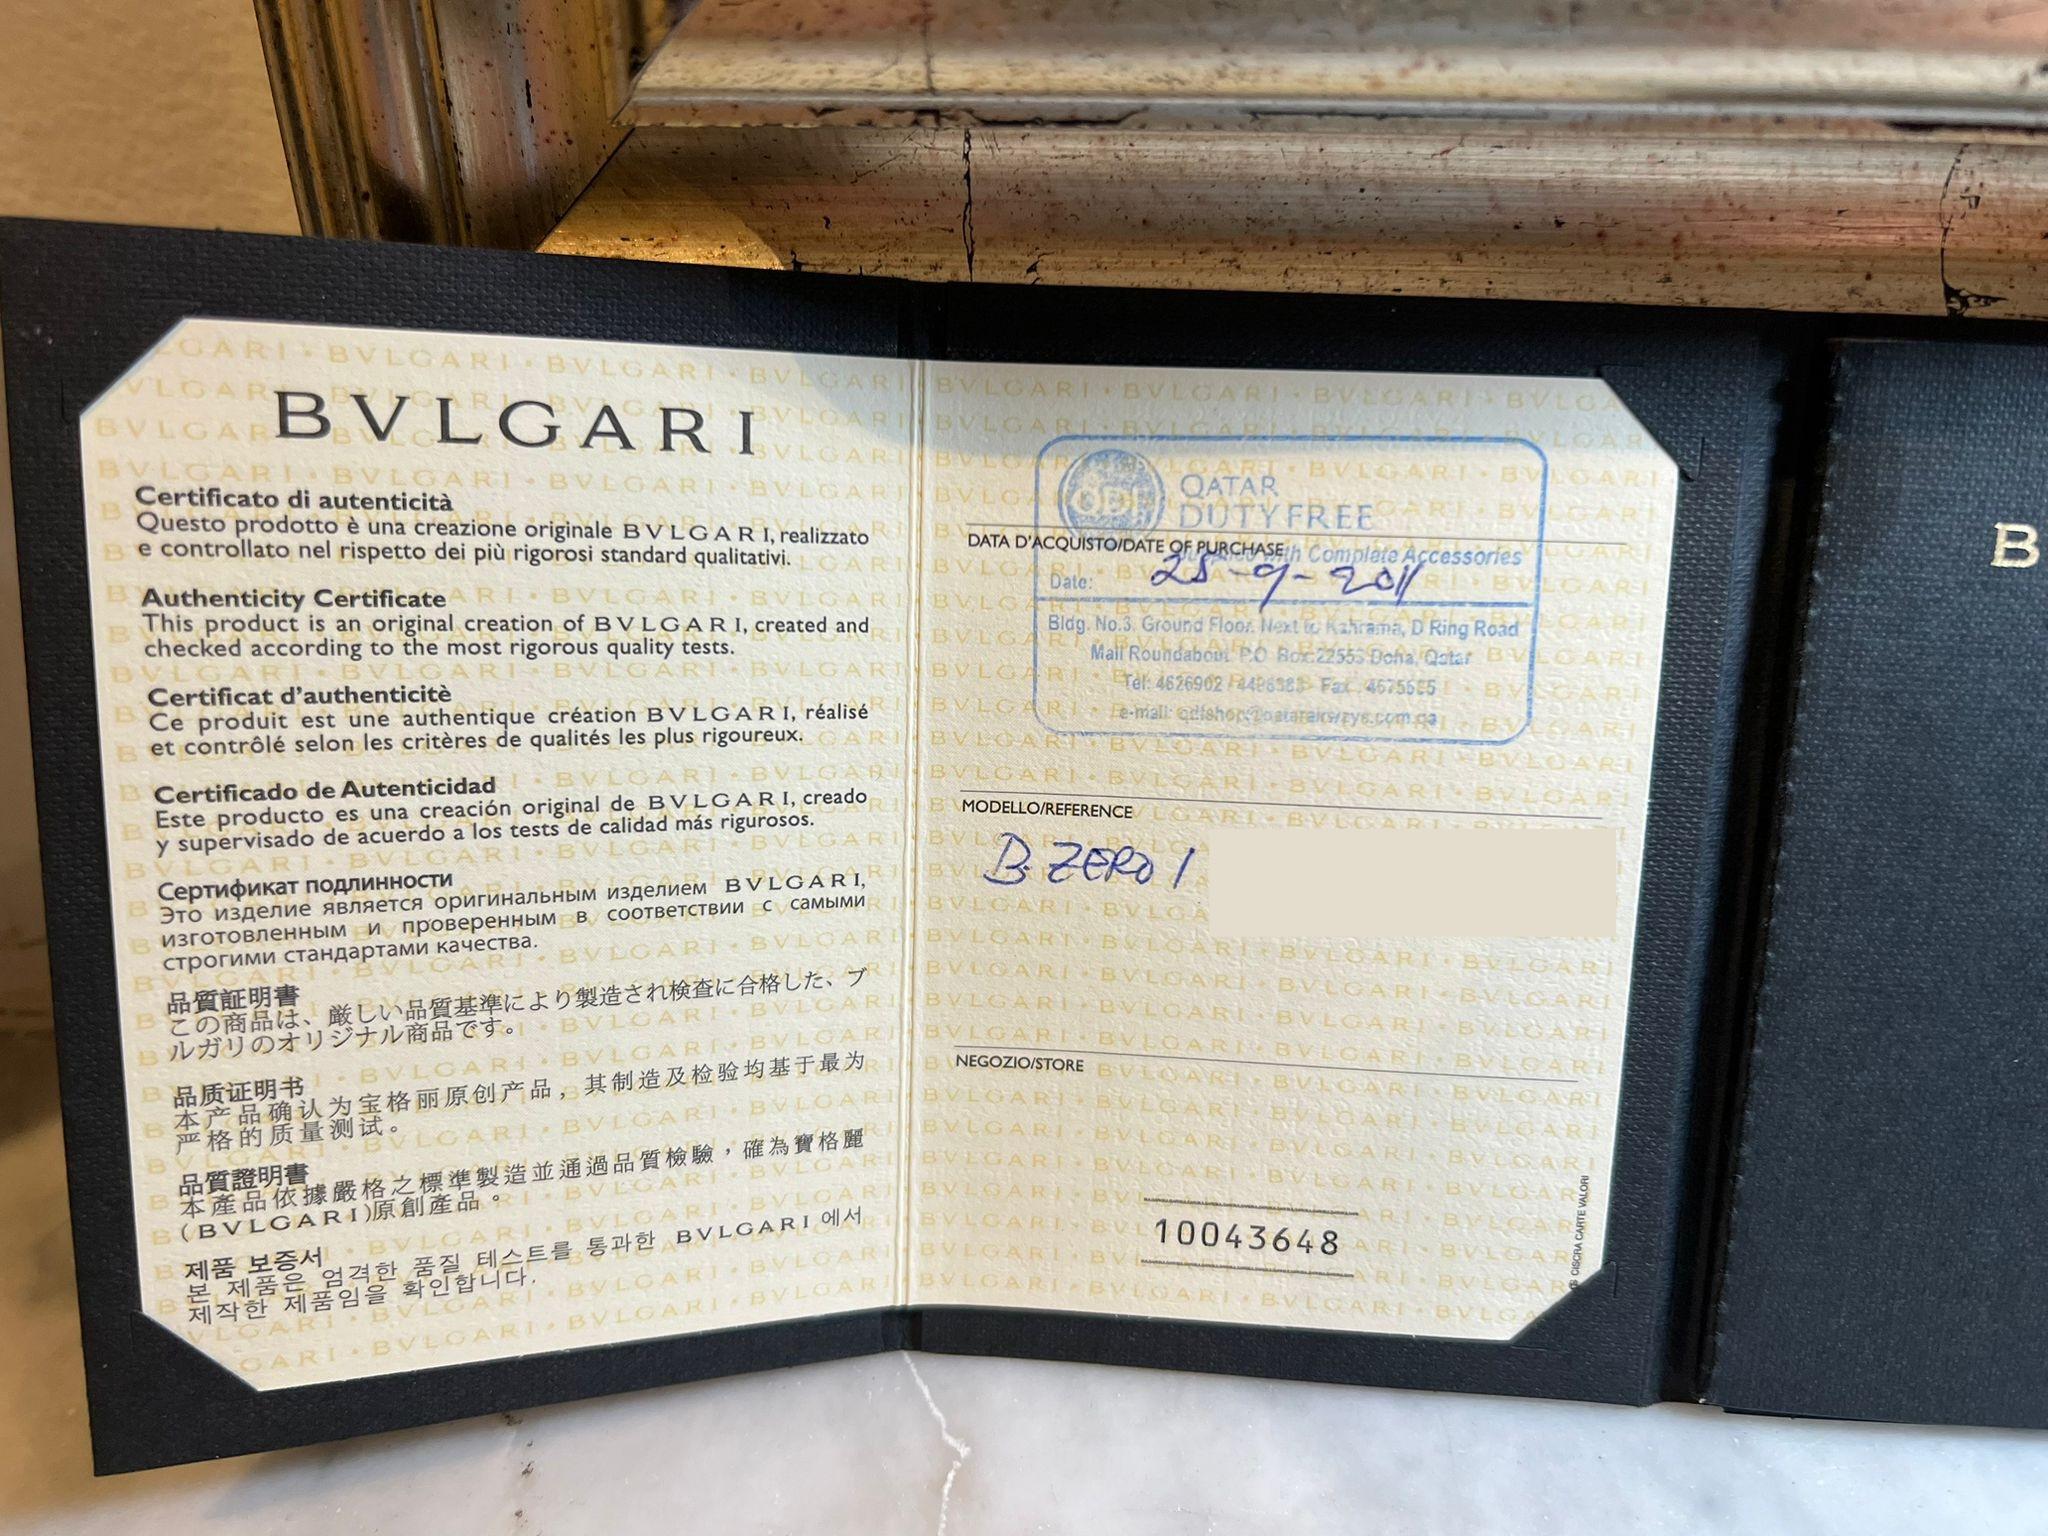 BVLGARI
Certificato di autenticità
Questo prodotto è una creazione originale BVLGARI, realizzato
e controllato nel rispetto dei più rigorosi standard qualitativi.
Authenticity Certificate
This product is an original creation of BVLGARI, created and
checked according to the most rigorous quality tests.
Certificat d'authenticitè
Ce produit est une authentique création BVLGARI, réalisé
et contrôlé selon les critères de qualités les plus rigoureux.
Certificado de Autenticidad
Este producto es una creación original de BVLGARI, creado
y supervisado de acuerdo a los tests de calidad más rigurosos.
Сертификат подлинности
Это изделие является оригинальным изделием BVLGARI,
изготовленным и проверенным в соответствии с самыми
строгими стандартами качества.
品質証明書
この商品は、厳しい品質基準により製造され検査に合格した、ブ
ルガリのオリジナル商品です。
品质证明书
本产品确认为宝格丽原创产品，其制造及检验均基于最为
严格的质量测试。
品質證明書
本產品依據嚴格之標準製造並通過品質檢驗，確為寶格麗
(BVLGARI)原創產品。
제품 보증서
본 제품은 엄격한 품질 테스트를 통과한 BVLGARI 에서
제작한 제품임을 확인합니다.
QDF
QATAR
DUTY FREE
DATA D'ACQUISTO/DATE OF PURCHASE
with Complete Accessories
Date: 25-9-2011
Bldg. No.3, Ground Floor, Next to Kahrama, D Ring Road
Mall Roundabout P.O Box:22553 Doha, Qatar
Tel: 4626902 / Fax
e-mail:
MODELLO/REFERENCE
B.ZERO 1
NEGOZIO/STORE
10043648
CISCRA CARTE VALORI
B